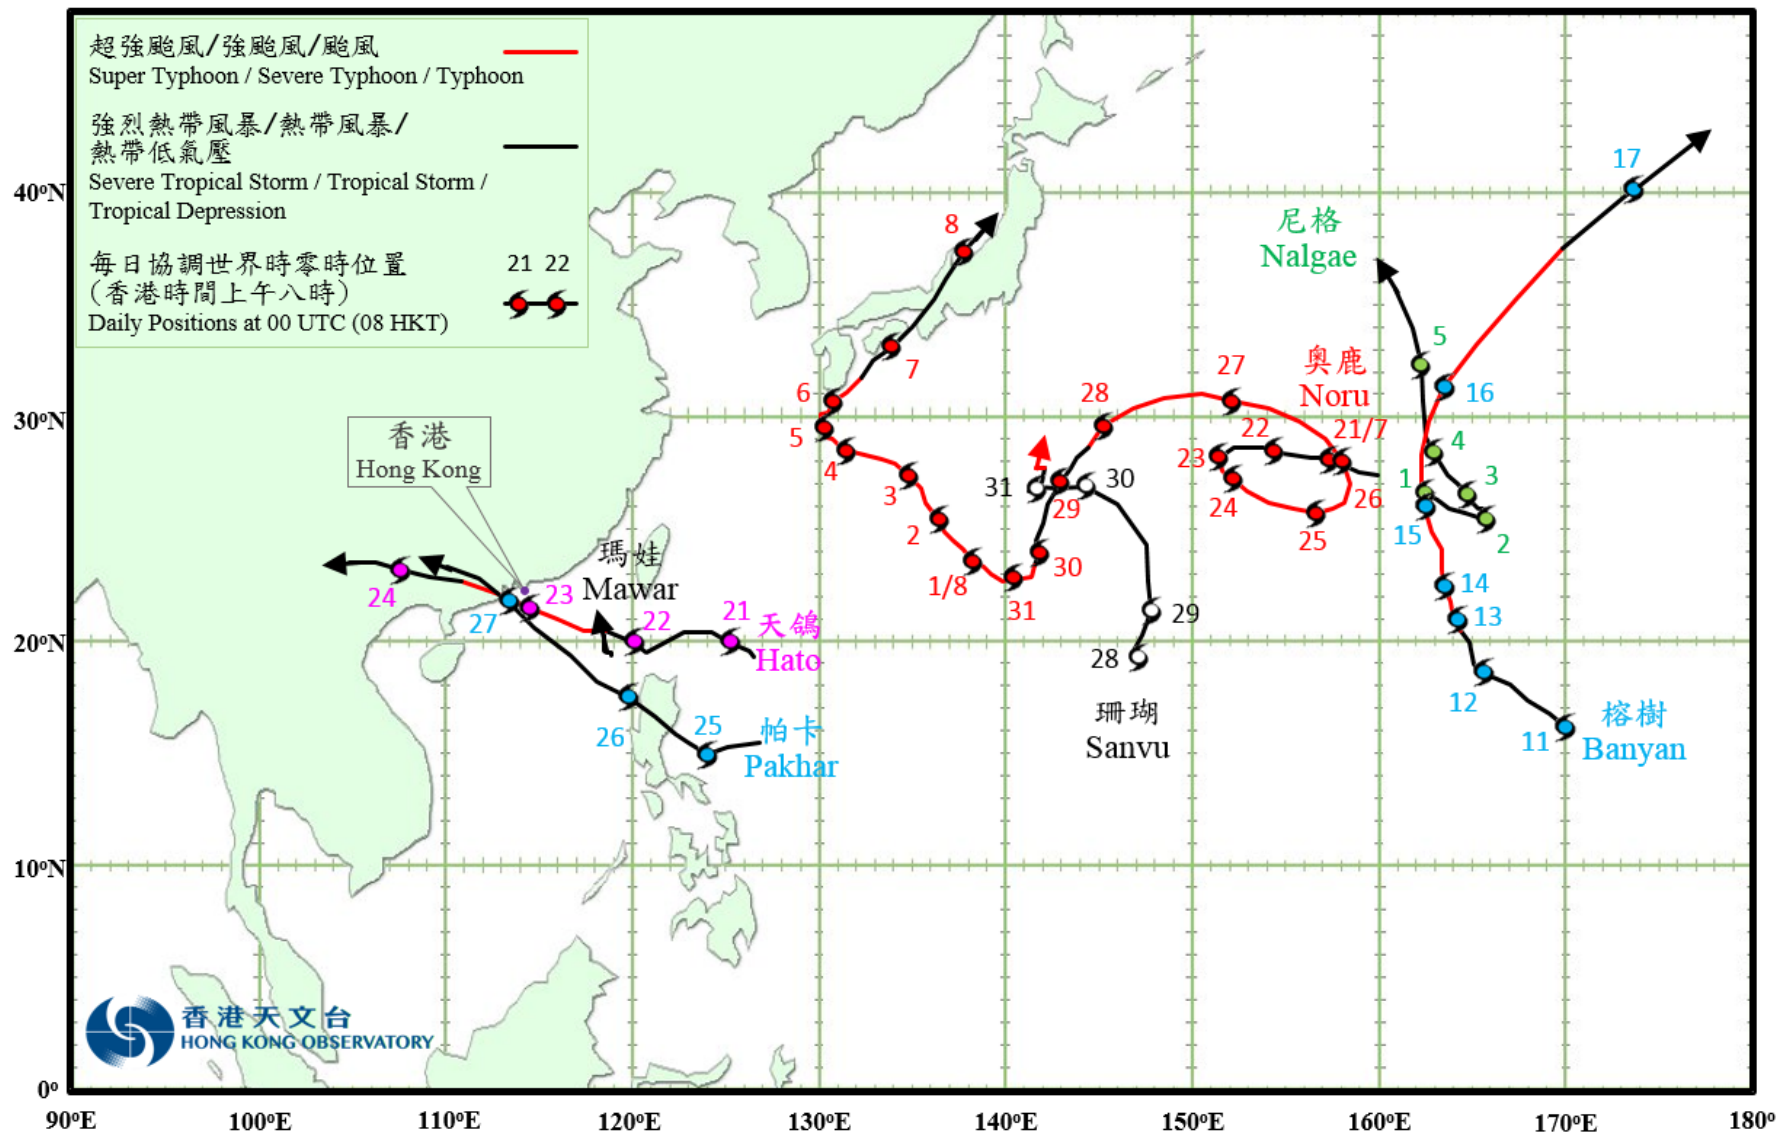 超強颱風/強颱風/颱風
Super Typhoon / Severe Typhoon / Typhoon
強烈熱帶風暴/熱帶風暴/
熱帶低氣壓
Severe Tropical Storm / Tropical Storm /
Tropical Depression
每日協調世界時零時位置
(香港時間上午八時)
Daily Positions at 00 UTC (08 HKT)
21 22
40°N
30°N
20°N
10°N
0°
90°E
100°E
110°E
120°E
130°E
140°E
150°E
160°E
170°E
180°
香港
Hong Kong
瑪娃
Mawar
天鴿
Hato
21
22
23
24
帕卡
Pakhar
25
26
27
奧鹿
Noru
21/7
22
23
24
25
26
27
28
29
30
31
1/8
2
3
4
5
6
7
8
珊瑚
Sanvu
28
29
30
31
尼格
Nalgae
1
2
3
4
5
榕樹
Banyan
11
12
13
14
15
16
17
香港天文台
HONG KONG OBSERVATORY